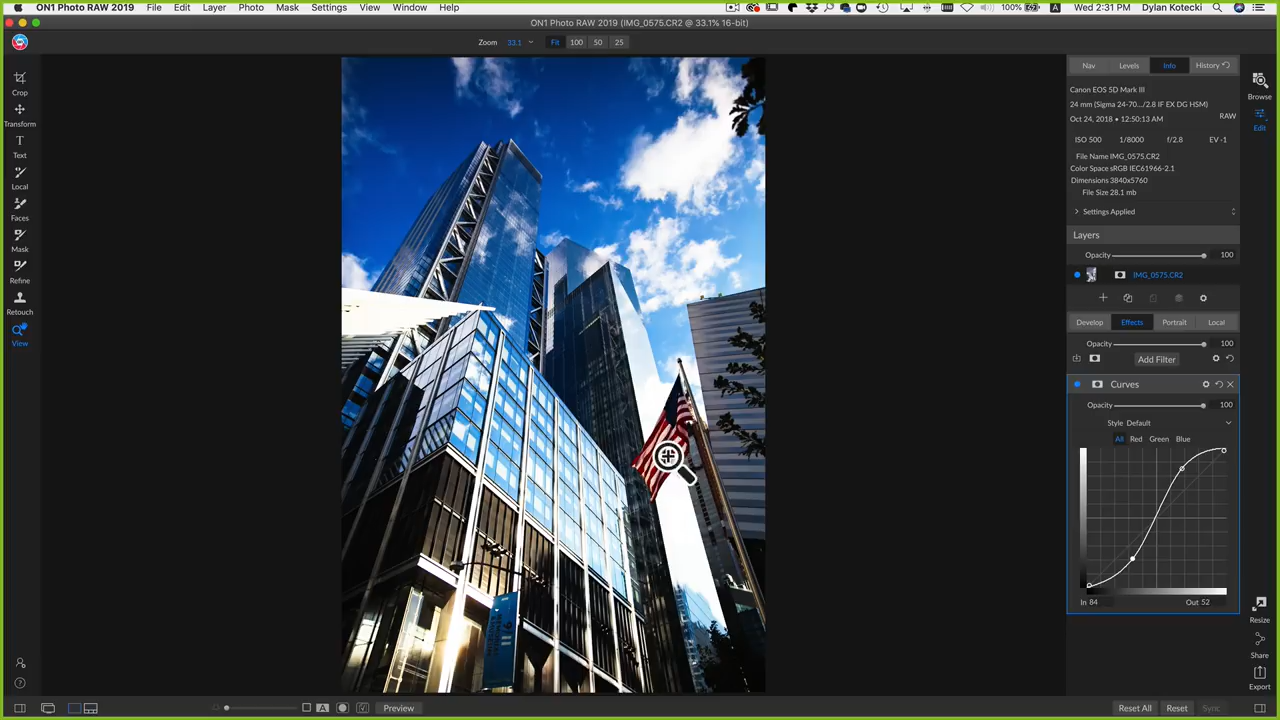 ON1 Photo RAW 2019 File Edit Layer Photo Mask Settings View Window Help 100% Wed 2:31 PM Dylan Kotecki
ON1 Photo RAW 2019 (IMG_0575.CR2 @ 33.1% 16-bit)
Zoom 33.1 Fit 100 50 25
Crop
Transform
Text
Local
Faces
Mask
Refine
Retouch
View
Nav Levels Info History
Canon EOS 5D Mark III
24 mm (Sigma 24-70.../2.8 IF EX DG HSM)
Oct 24, 2018 • 12:50:13 AM
RAW
ISO 500 1/8000 f/2.8 EV -1
File Name IMG_0575.CR2
Color Space sRGB IEC61966-2.1
Dimensions 3840x5760
File Size 28.1 mb
Settings Applied
Layers
Opacity 100
IMG_0575.CR2
Develop Effects Portrait Local
Opacity 100
Add Filter
Curves
Opacity 100
Style Default
All Red Green Blue
In 84 Out 52
Browse
Edit
Resize
Share
Export
Preview
Reset All Reset Sync